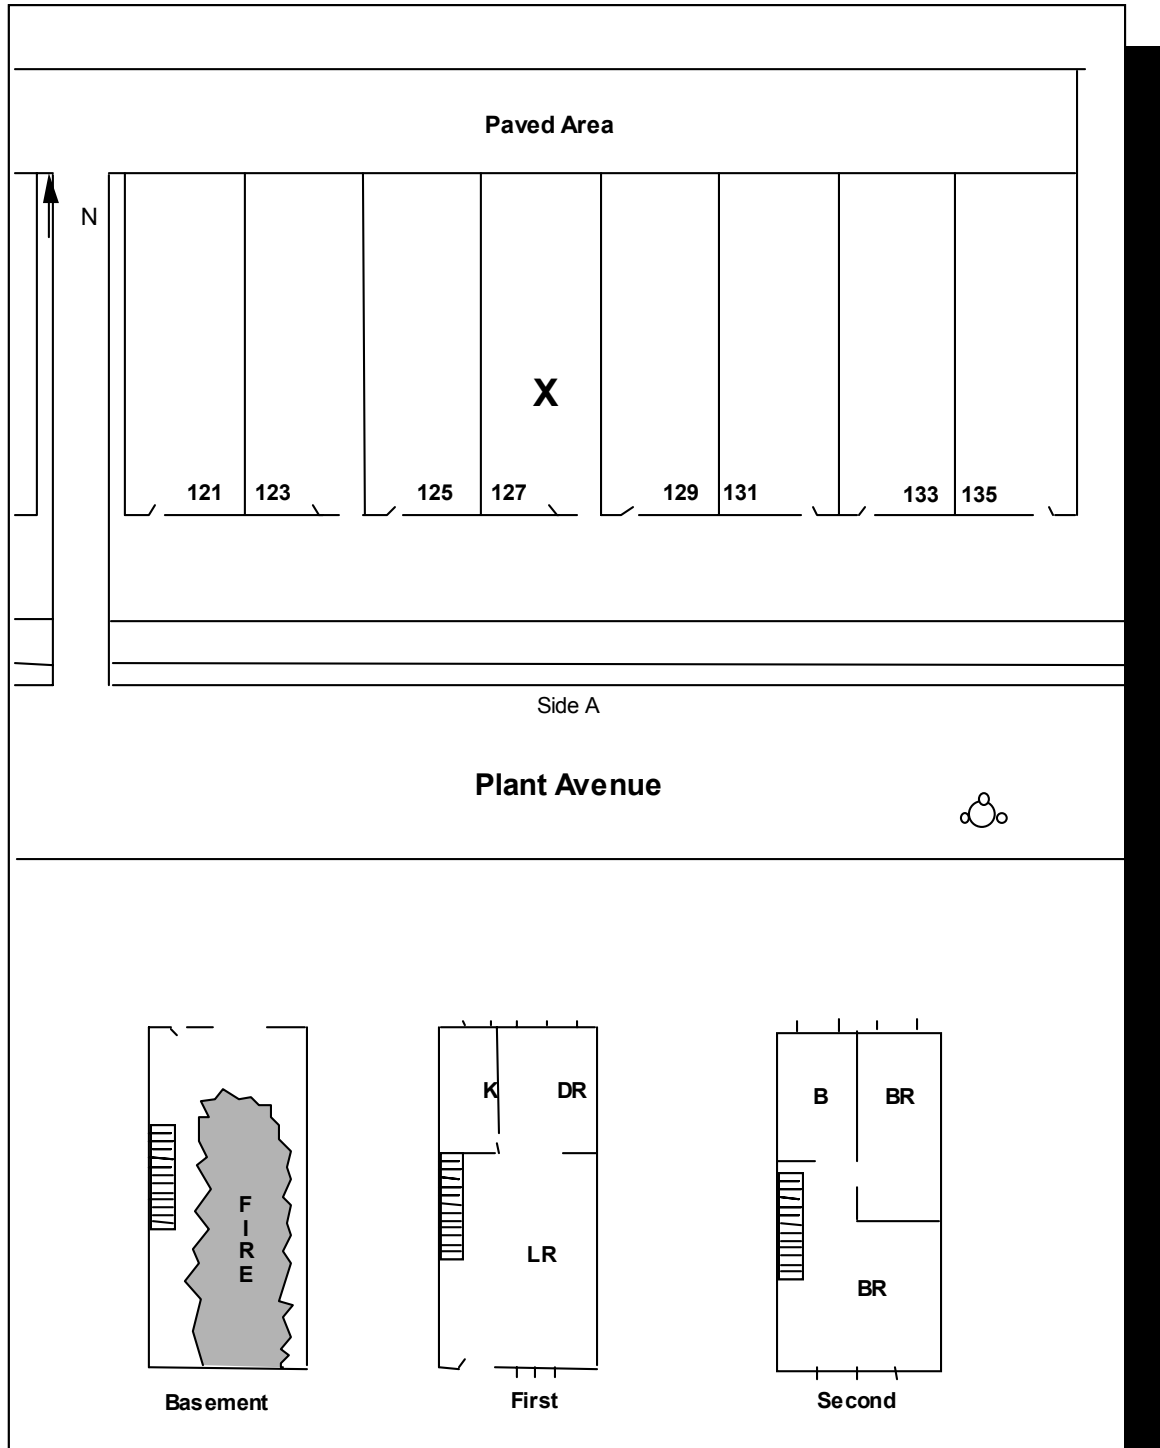 Paved Area
N
X
121 123 125 127 129 131 133 135
Side A
Plant Avenue
K DR
B BR
F
I
R
E
LR
BR
Basement First Second